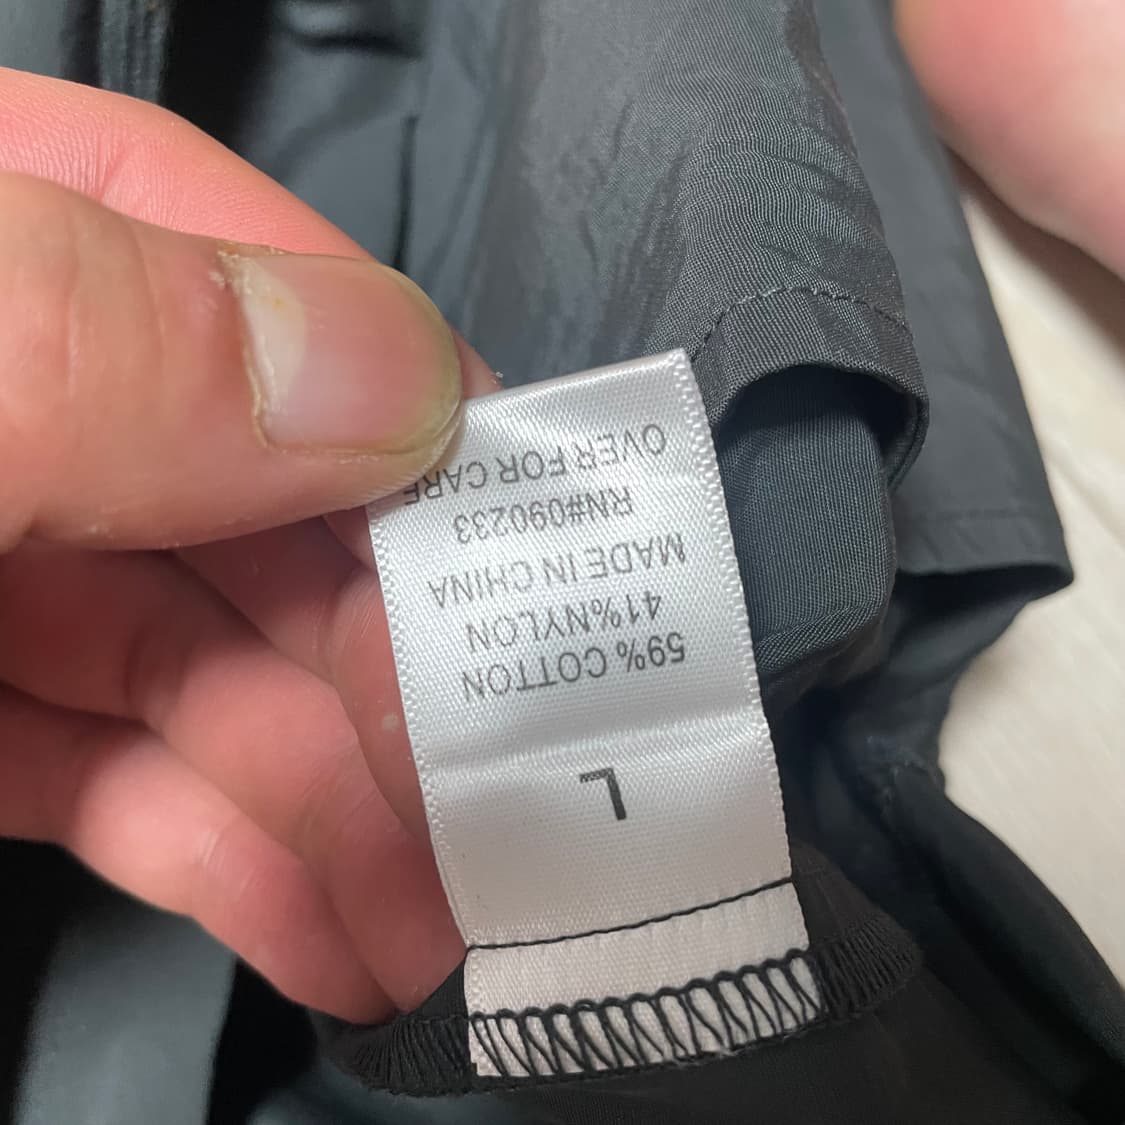 L
59% COTTON
41%NYLON
MADE IN CHINA
RN#090233
OVER FOR CARE